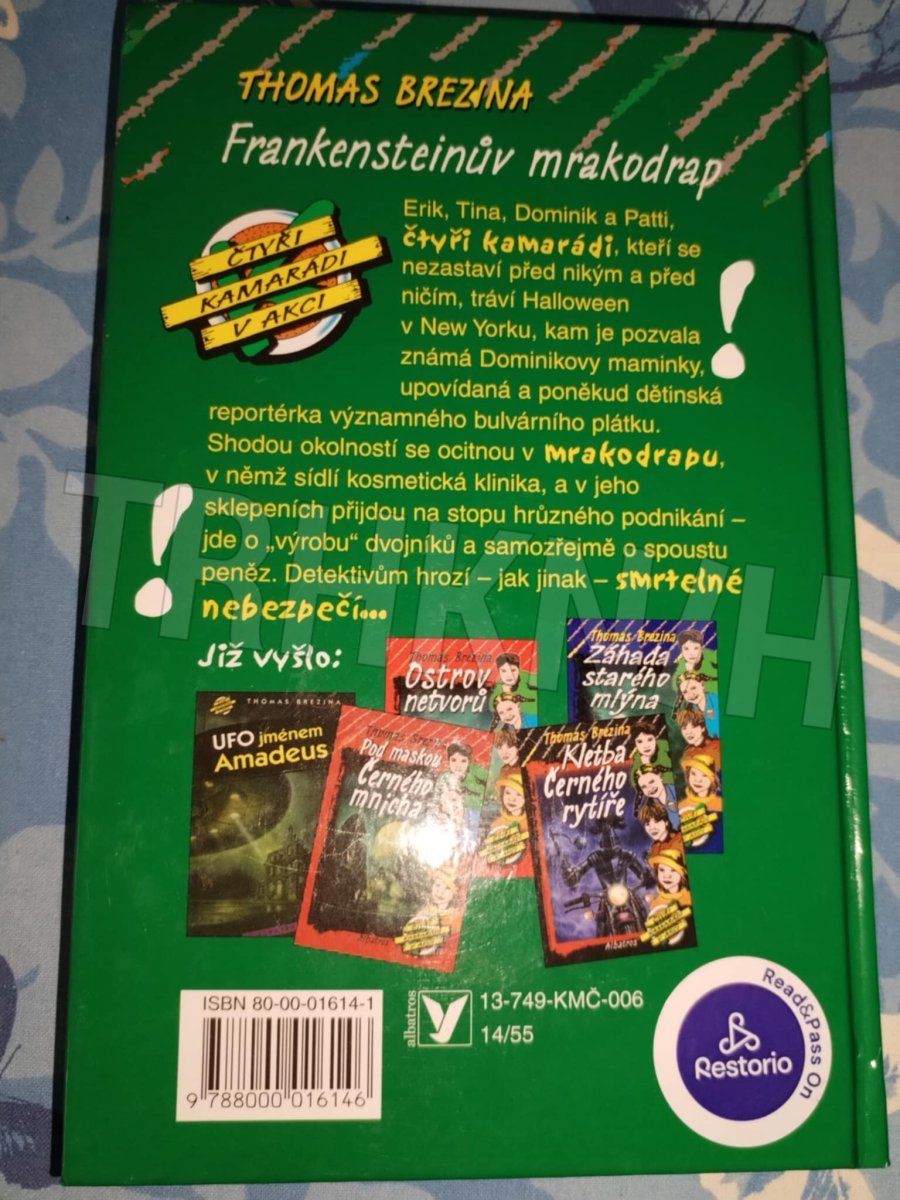 THOMAS BREZINA
Frankensteinův mrakodrap
ČTYŘI
KAMARÁDI
V AKCI
Erik, Tina, Dominik a Patti,
čtyři kamarádi, kteří se
nezastaví před nikým a před
ničím, tráví Halloween
v New Yorku, kam je pozvala
známá Dominikovy maminky,
upovídaná a poněkud dětinská
reportérka významného bulvárního plátku.
Shodou okolností se ocitnou v mrakodrapu,
v němž sídlí kosmetická klinika, a v jeho
sklepeních přijdou na stopu hrůzného podnikání –
jde o „výrobu“ dvojníků a samozřejmě o spoustu
peněz. Detektivům hrozí – jak jinak – smrtelné
nebezpečí...
Již vyšlo:
THOMAS BREZINA
UFO jménem
Amadeus
Thomas Brezina
Ostrov
netvorů
Thomas Brezina
Záhada
starého
mlýna
Thomas Brezina
Pod maskou
Černého
mnicha
Albatros
Thomas Brezina
Kletba
Černého
rytíře
Albatros
ISBN 80-00-01614-1
9 788000 016146
albatros
13-749-KMČ-006
14/55
Read&Pass On
Restorio
TRHKNIH